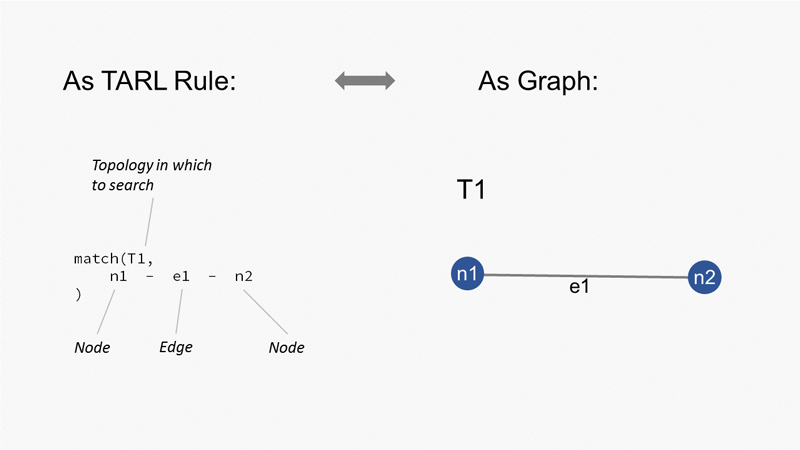 As TARL Rule:
As Graph:
Topology in which
to search
match(T1,
n1 – e1 – n2
)
Node
Edge
Node
T1
n1
e1
n2